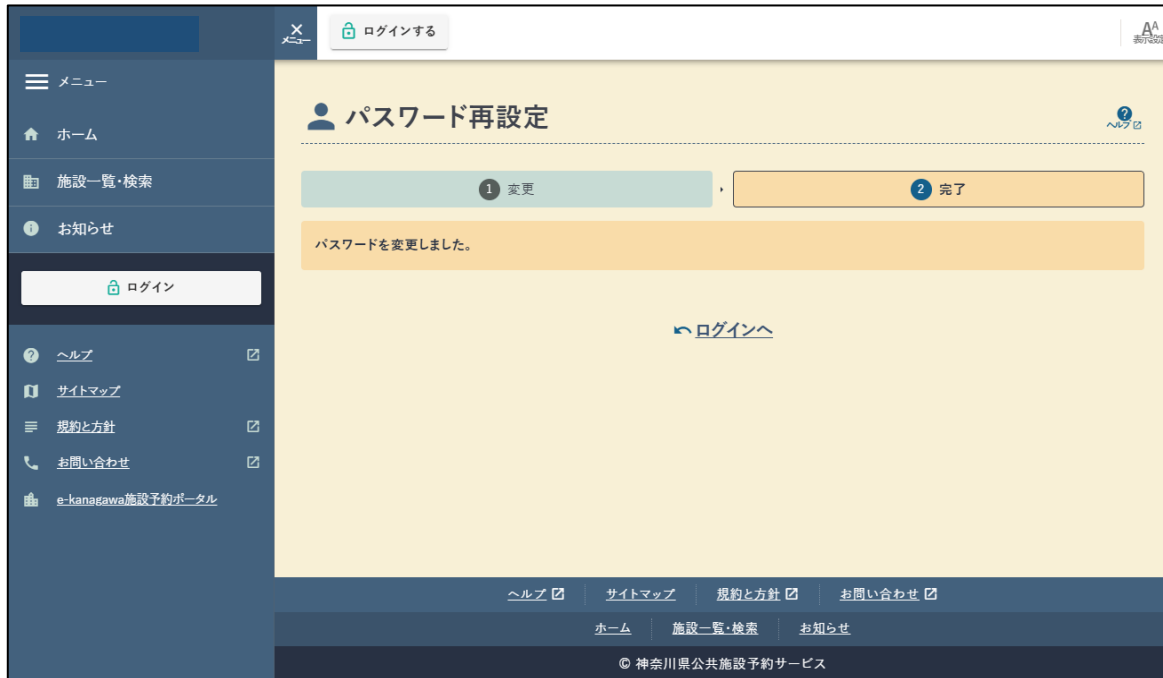 メニュー
ログインする
表示設定
メニュー
ホーム
施設一覧・検索
お知らせ
ログイン
ヘルプ
サイトマップ
規約と方針
お問い合わせ
e-kanagawa施設予約ポータル
パスワード再設定
ヘルプ
1 変更
2 完了
パスワードを変更しました。
ログインへ
ヘルプ サイトマップ 規約と方針 お問い合わせ
ホーム 施設一覧・検索 お知らせ
© 神奈川県公共施設予約サービス